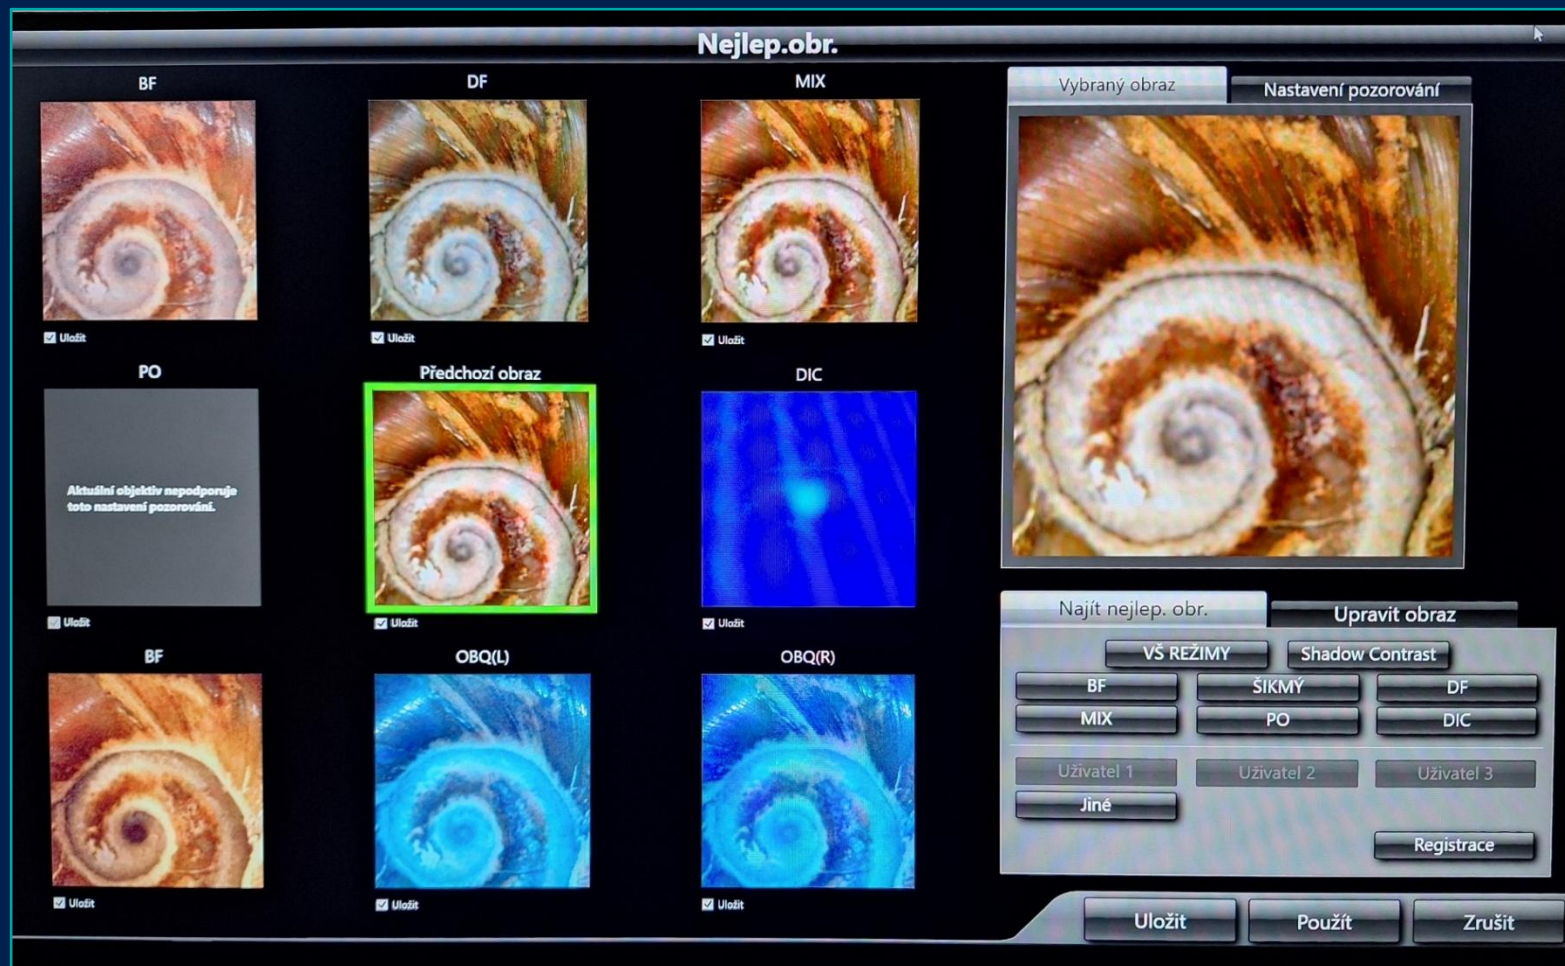 Nejlep.obr.
BF
DF
MIX
Uložit
Uložit
Uložit
PO
Předchozí obraz
DIC
Aktuální objektiv nepodporuje
toto nastavení pozorování.
Uložit
Uložit
Uložit
BF
OBQ(L)
OBQ(R)
Uložit
Uložit
Uložit
Vybraný obraz
Nastavení pozorování
Najít nejlep. obr.
Upravit obraz
VŠ REŽIMY
Shadow Contrast
BF
ŠIKMÝ
DF
MIX
PO
DIC
Uživatel 1
Uživatel 2
Uživatel 3
Jiné
Registrace
Uložit
Použít
Zrušit